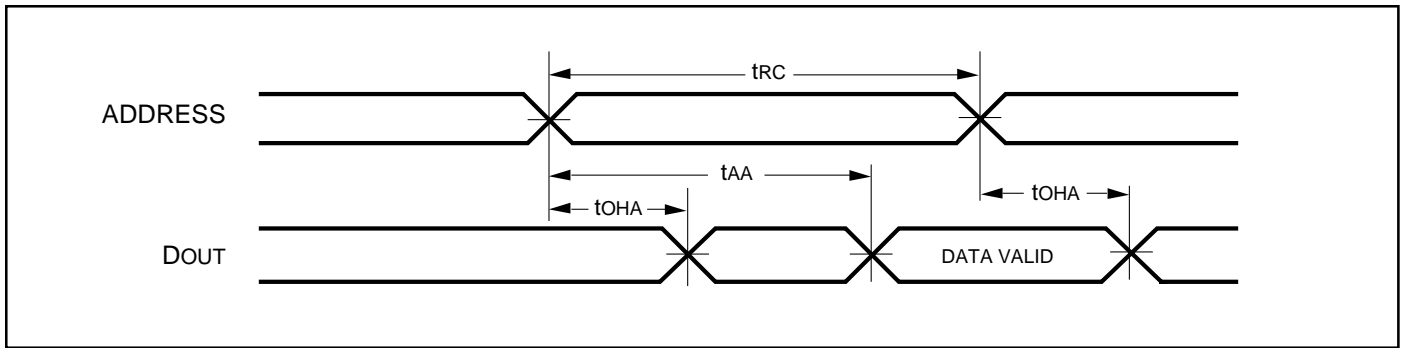 tRC
ADDRESS
tAA
tOHA
tOHA
DOUT
DATA VALID